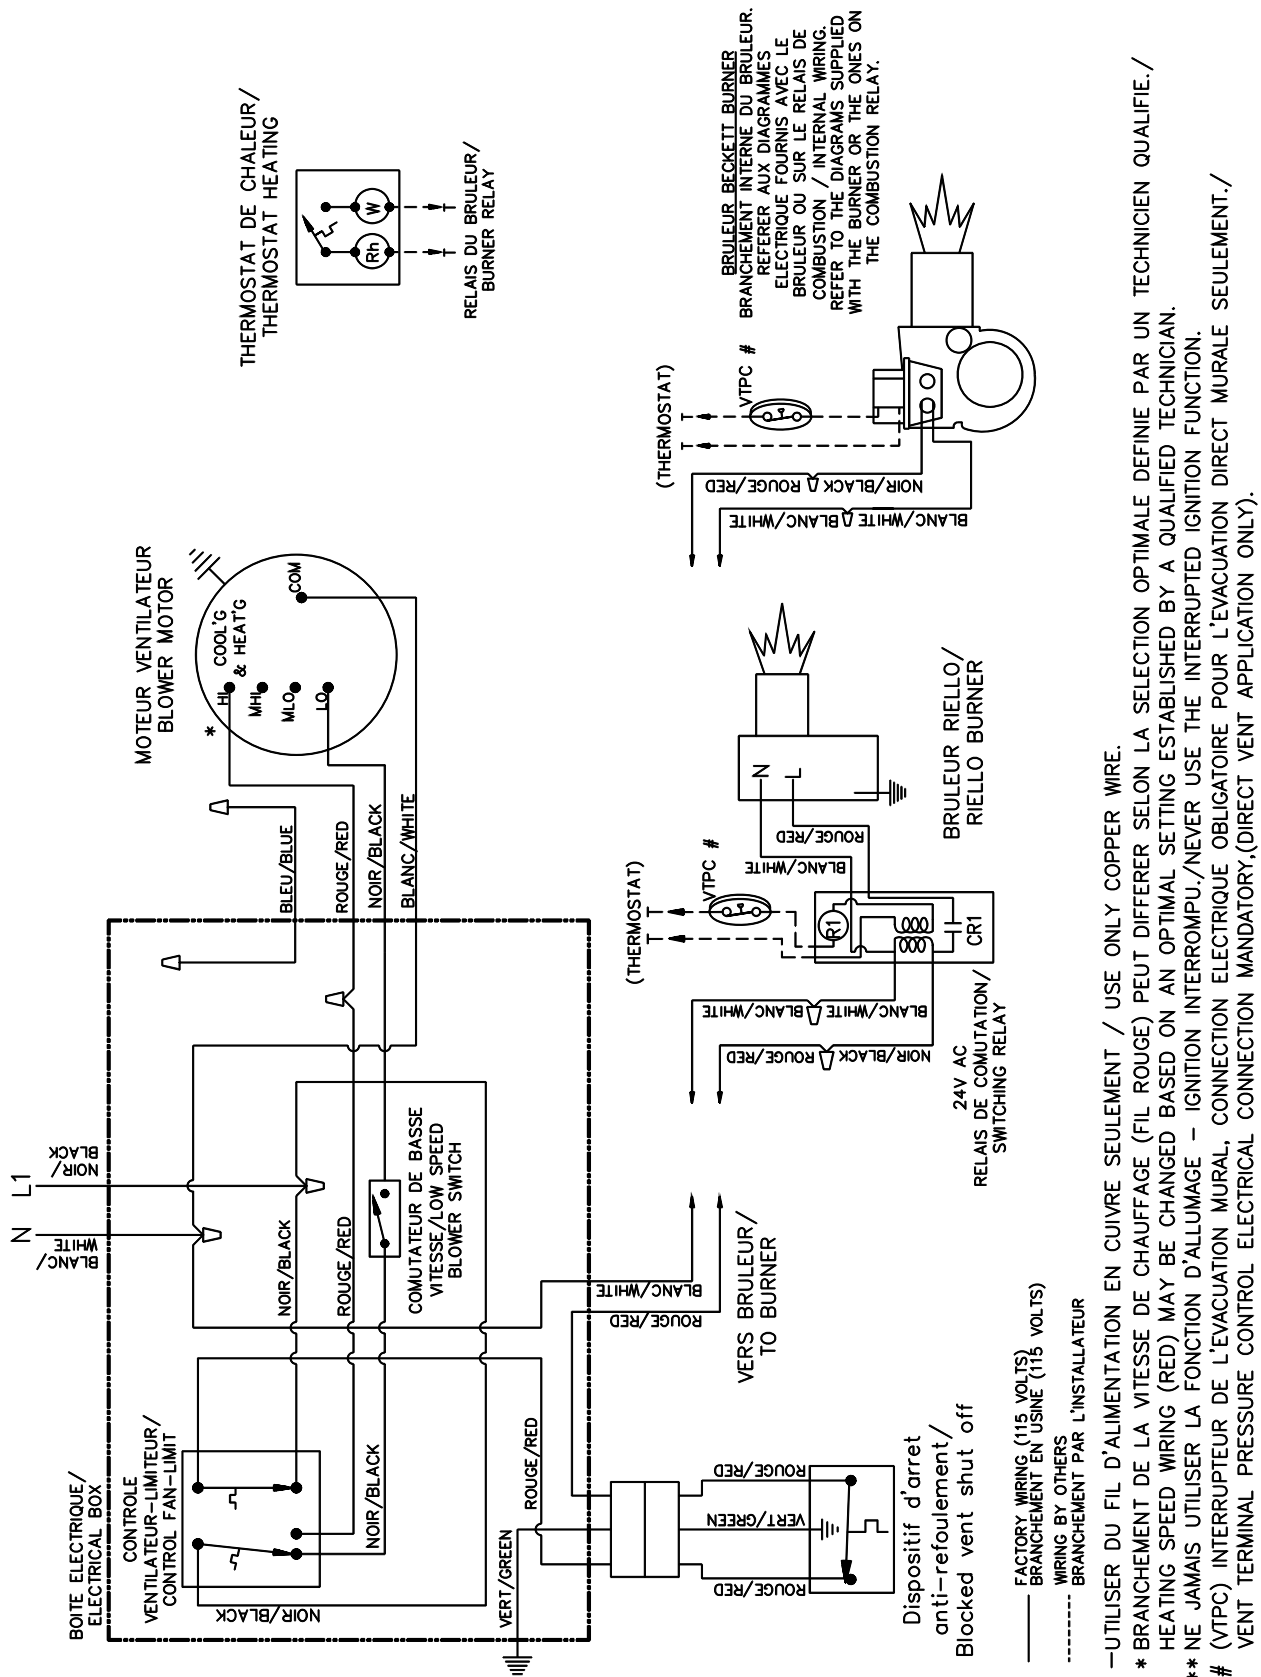 THERMOSTAT DE CHALEUR/
THERMOSTAT HEATING
Rh
W
RELAIS DU BRULEUR/
BURNER RELAY
MOTEUR VENTILATEUR
BLOWER MOTOR
COOL'G
& HEAT'G
COM
HI
MHI
MLO
LO
*
BLEU/BLUE
ROUGE/RED
NOIR/BLACK
BLANC/WHITE
N
L1
BLANC/
WHITE
NOIR/
BLACK
BOITE ELECTRIQUE/
ELECTRICAL BOX
CONTROLE
VENTILATEUR-LIMITEUR/
CONTROL FAN-LIMIT
NOIR/BLACK
ROUGE/RED
COMUTATEUR DE BASSE
VITESSE/LOW SPEED
BLOWER SWITCH
NOIR/BLACK
NOIR/BLACK
ROUGE/RED
VERT/GREEN
BLANC/WHITE
ROUGE/RED
VERS BRULEUR/
TO BURNER
ROUGE/RED
VERT/GREEN
ROUGE/RED
Dispositif d'arret
anti-refoulement/
Blocked vent shut off
(THERMOSTAT)
VTPC #
BLANC/WHITE
BLANC/WHITE
ROUGE/RED
NOIR/BLACK
R1
CR1
24V AC
RELAIS DE COMUTATION/
SWITCHING RELAY
BLANC/WHITE
ROUGE/RED
N
L
BRULEUR RIELLO/
RIELLO BURNER
(THERMOSTAT)
VTPC #
ROUGE/RED
NOIR/BLACK
BLANC/WHITE
BLANC/WHITE
BRULEUR BECKETT BURNER
BRANCHEMENT INTERNE DU BRULEUR.
REFERER AUX DIAGRAMMES
ELECTRIQUE FOURNIS AVEC LE
BRULEUR OU SUR LE RELAIS DE
COMBUSTION / INTERNAL WIRING.
REFER TO THE DIAGRAMS SUPPLIED
WITH THE BURNER OR THE ONES ON
THE COMBUSTION RELAY.
FACTORY WIRING (115 VOLTS)
BRANCHEMENT EN USINE (115 VOLTS)
WIRING BY OTHERS
BRANCHEMENT PAR L'INSTALLATEUR
-UTILISER DU FIL D'ALIMENTATION EN CUIVRE SEULEMENT / USE ONLY COPPER WIRE.
* BRANCHEMENT DE LA VITESSE DE CHAUFFAGE (FIL ROUGE) PEUT DIFFERER SELON LA SELECTION OPTIMALE DEFINIE PAR UN TECHNICIEN QUALIFIE./
HEATING SPEED WIRING (RED) MAY BE CHANGED BASED ON AN OPTIMAL SETTING ESTABLISHED BY A QUALIFIED TECHNICIAN.
** NE JAMAIS UTILISER LA FONCTION D'ALLUMAGE - IGNITION INTERROMPU./NEVER USE THE INTERRUPTED IGNITION FUNCTION.
# (VTPC) INTERRUPTEUR DE L'EVACUATION MURAL, CONNECTION ELECTRIQUE OBLIGATOIRE POUR L'EVACUATION DIRECT MURALE SEULEMENT./
VENT TERMINAL PRESSURE CONTROL ELECTRICAL CONNECTION MANDATORY,(DIRECT VENT APPLICATION ONLY).